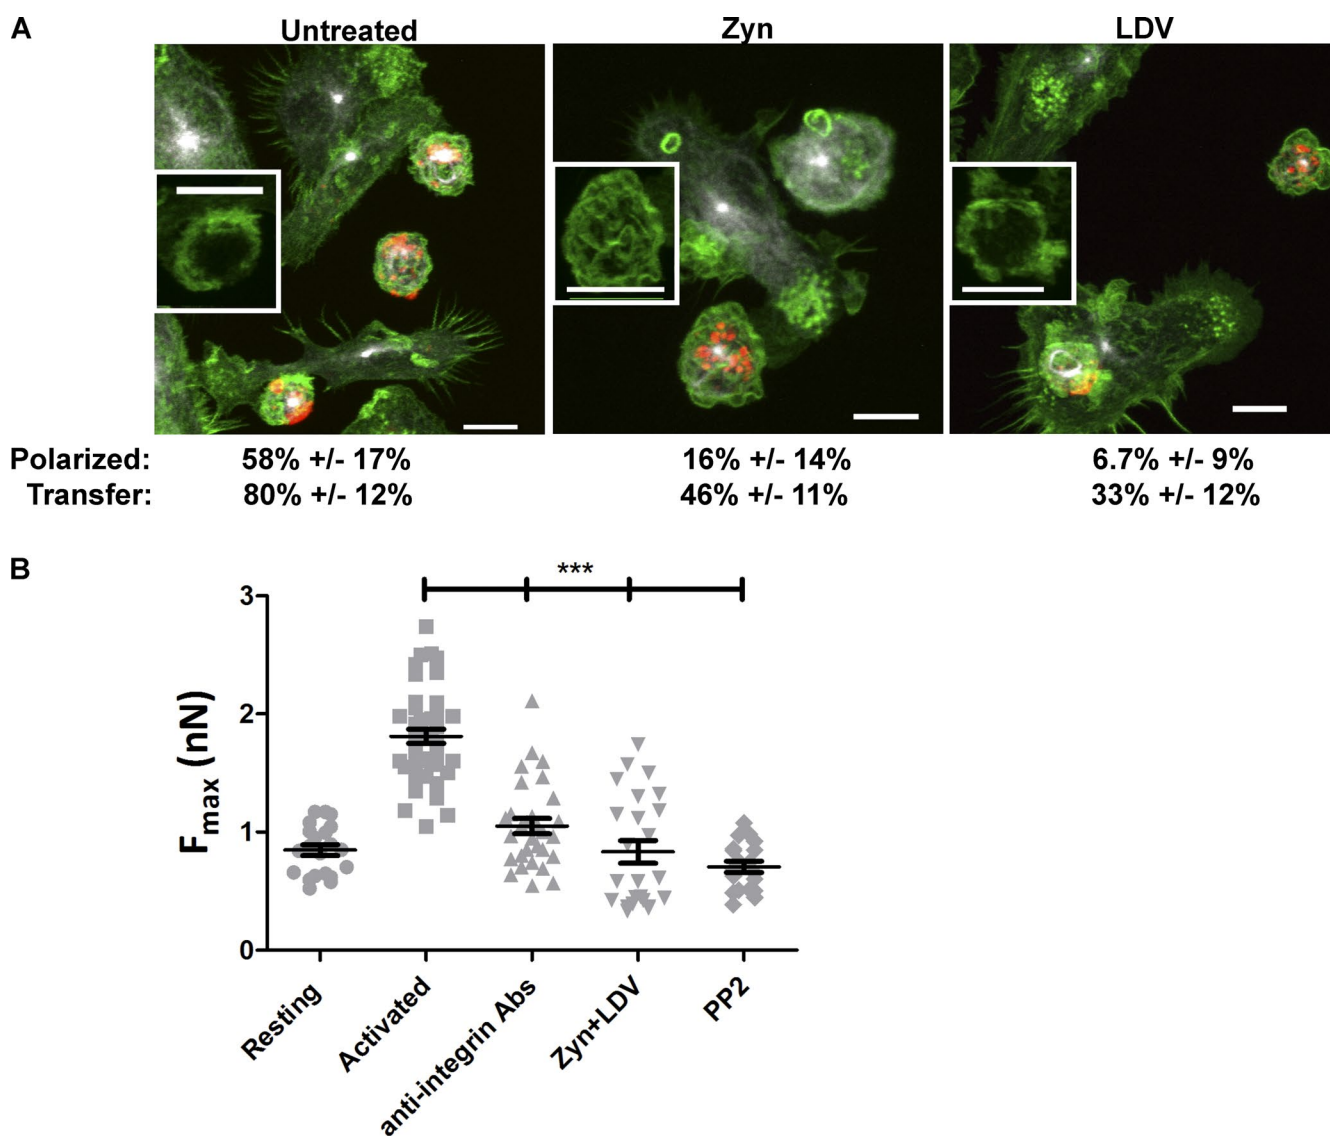 A
Untreated Zyn LDV
Polarized: 58% +/- 17% 16% +/- 14% 6.7% +/- 9%
Transfer: 80% +/- 12% 46% +/- 11% 33% +/- 12%
B
***
3
2
1
0
Fmax (nN)
Resting
Activated
anti-integrin Abs
Zyn+LDV
PP2